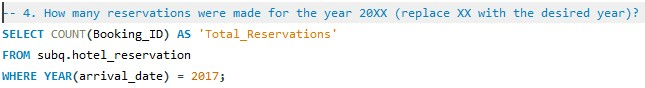 -- 4. How many reservations were made for the year 20XX (replace XX with the desired year)?
SELECT COUNT(Booking_ID) AS 'Total_Reservations'
FROM subq.hotel_reservation
WHERE YEAR(arrival_date) = 2017;